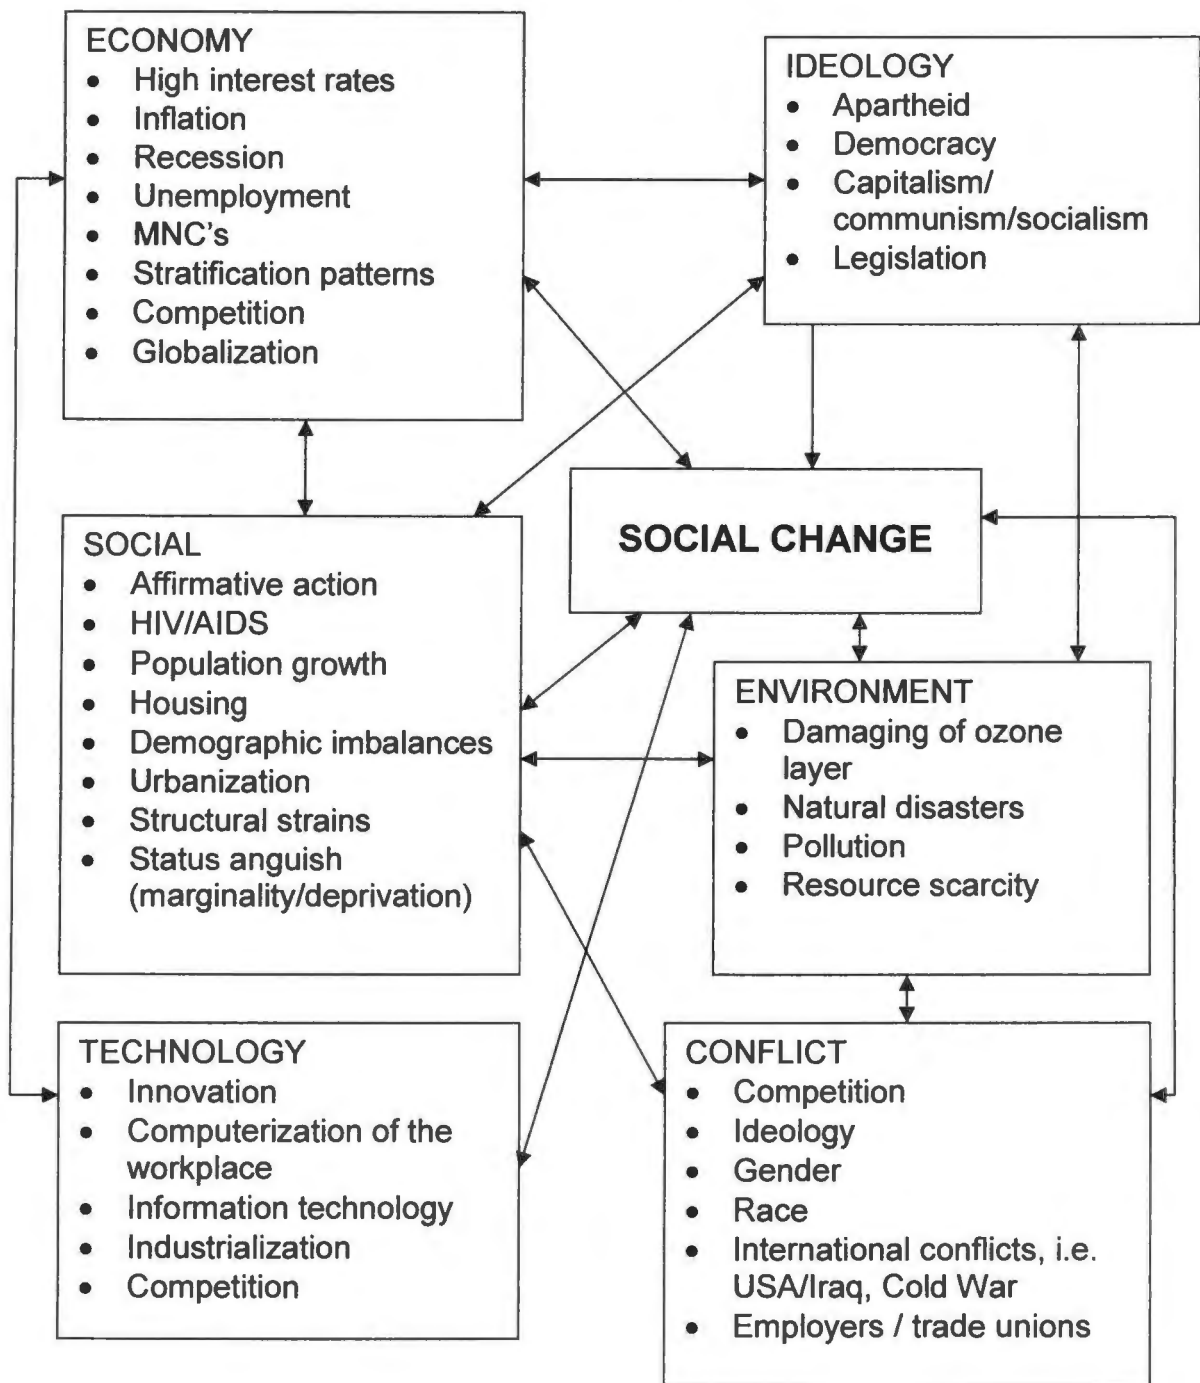 ECONOMY
• High interest rates
• Inflation
• Recession
• Unemployment
• MNC's
• Stratification patterns
• Competition
• Globalization
IDEOLOGY
• Apartheid
• Democracy
• Capitalism/
communism/socialism
• Legislation
SOCIAL CHANGE
SOCIAL
• Affirmative action
• HIV/AIDS
• Population growth
• Housing
• Demographic imbalances
• Urbanization
• Structural strains
• Status anguish
(marginality/deprivation)
ENVIRONMENT
• Damaging of ozone
layer
• Natural disasters
• Pollution
• Resource scarcity
TECHNOLOGY
• Innovation
• Computerization of the
workplace
• Information technology
• Industrialization
• Competition
CONFLICT
• Competition
• Ideology
• Gender
• Race
• International conflicts, i.e.
USA/Iraq, Cold War
• Employers / trade unions